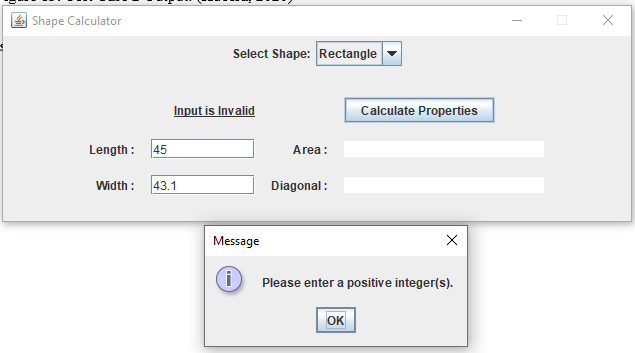 Shape Calculator
Select Shape: Rectangle
Input is Invalid
Calculate Properties
Length : 45
Area :
Width : 43.1
Diagonal :
Message
Please enter a positive integer(s).
OK